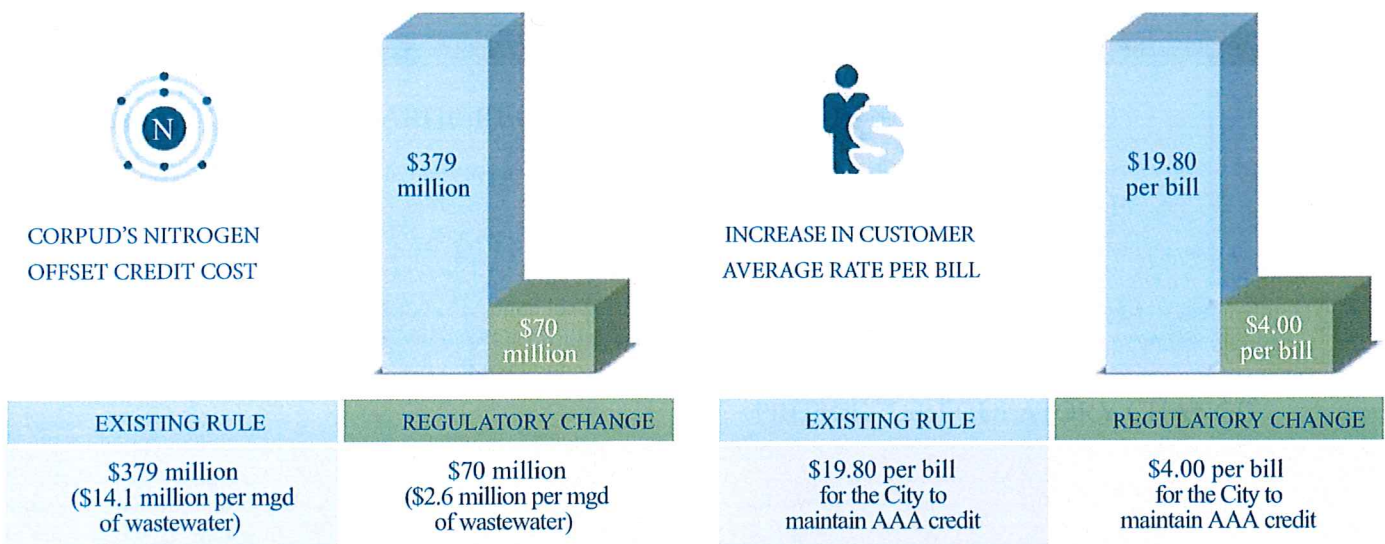 N
CORPUD'S NITROGEN
OFFSET CREDIT COST
$379
million
$70
million
EXISTING RULE
REGULATORY CHANGE
$379 million
($14.1 million per mgd
of wastewater)
$70 million
($2.6 million per mgd
of wastewater)
$
INCREASE IN CUSTOMER
AVERAGE RATE PER BILL
$19.80
per bill
$4.00
per bill
EXISTING RULE
REGULATORY CHANGE
$19.80 per bill
for the City to
maintain AAA credit
$4.00 per bill
for the City to
maintain AAA credit